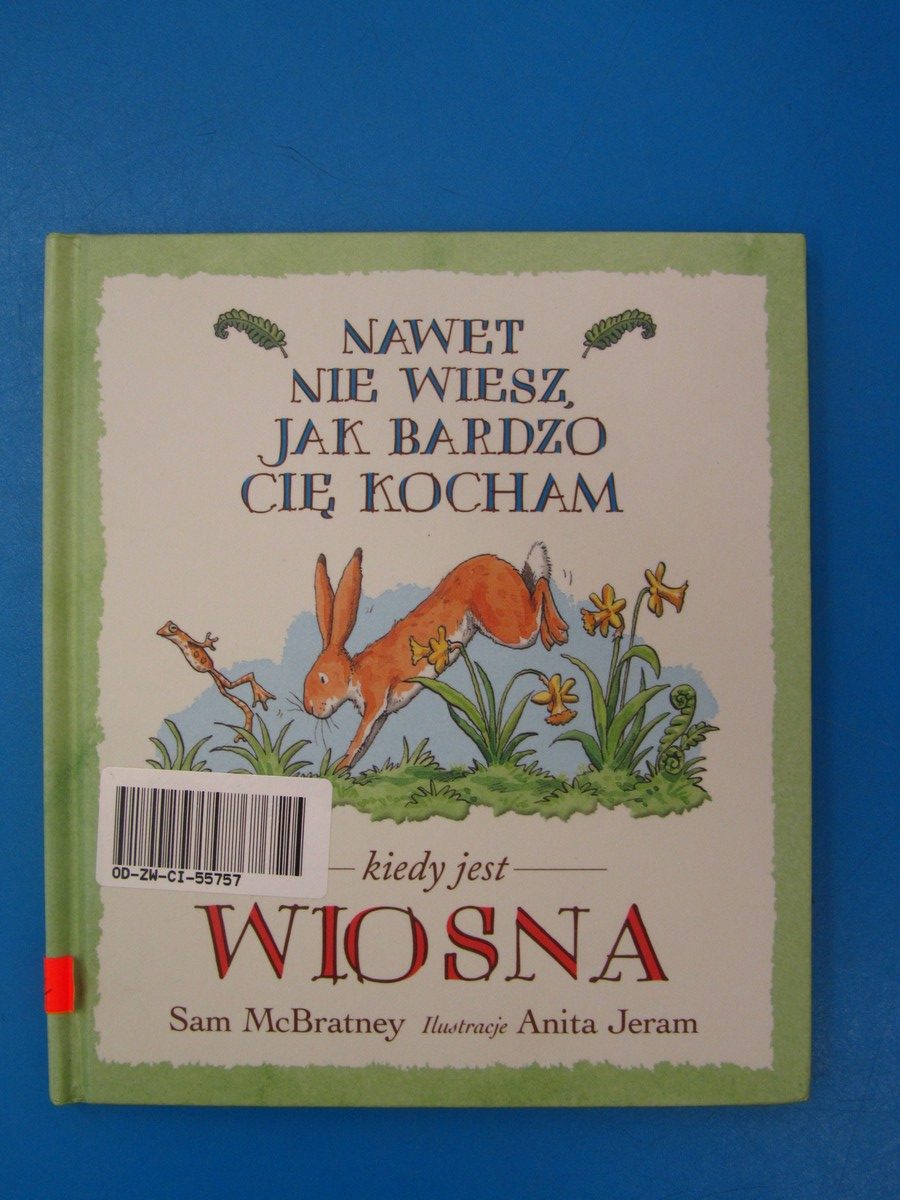 NAWET
NIE WIESZ,
JAK BARDZO
CIĘ KOCHAM
OD-ZW-CI-55757
kiedy jest
WIOSNA
Sam McBratney Ilustracje Anita Jeram